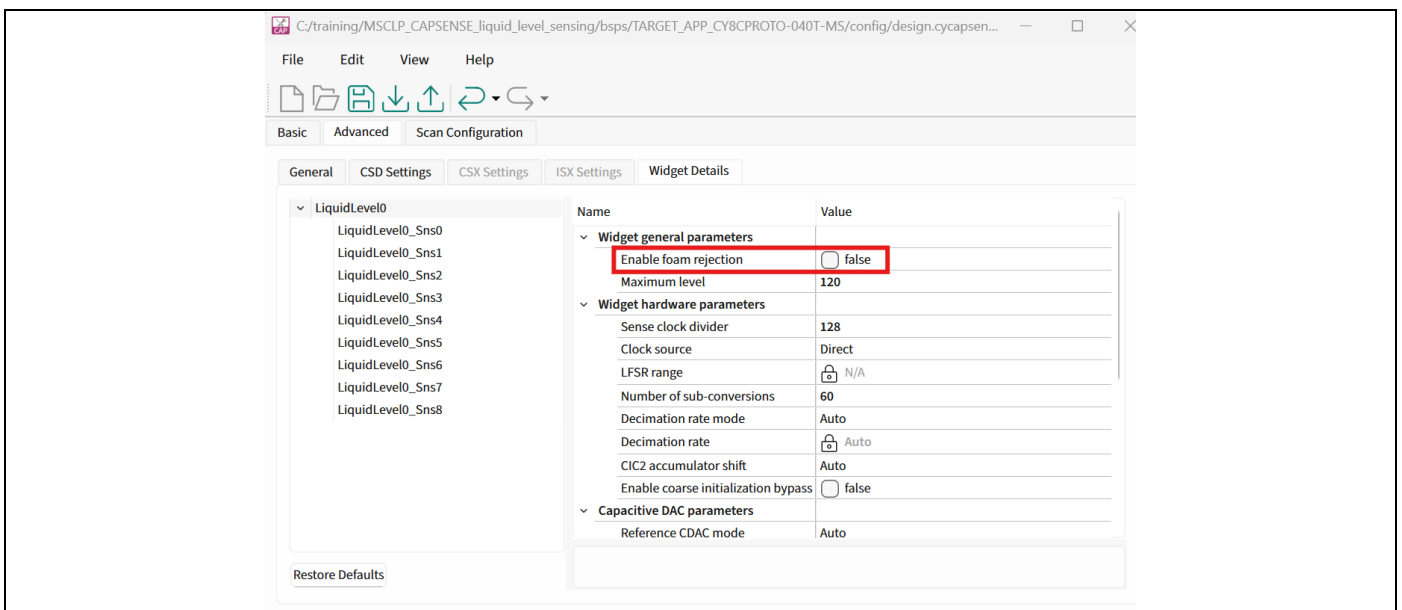 CAP C:/training/MSCLP_CAPSENSE_liquid_level_sensing/bsps/TARGET_APP_CY8CPROTO-040T-MS/config/design.cycapsen...
File Edit View Help
Basic Advanced Scan Configuration
General CSD Settings CSX Settings ISX Settings Widget Details
LiquidLevel0
LiquidLevel0_Sns0
LiquidLevel0_Sns1
LiquidLevel0_Sns2
LiquidLevel0_Sns3
LiquidLevel0_Sns4
LiquidLevel0_Sns5
LiquidLevel0_Sns6
LiquidLevel0_Sns7
LiquidLevel0_Sns8
Name Value
Widget general parameters
Enable foam rejection false
Maximum level 120
Widget hardware parameters
Sense clock divider 128
Clock source Direct
LFSR range N/A
Number of sub-conversions 60
Decimation rate mode Auto
Decimation rate Auto
CIC2 accumulator shift Auto
Enable coarse initialization bypass false
Capacitive DAC parameters
Reference CDAC mode Auto
Restore Defaults